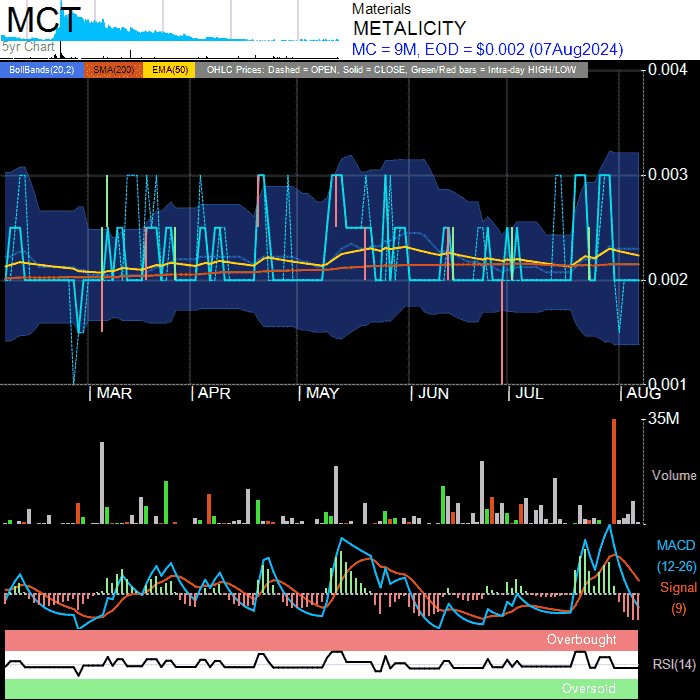 MCT
5yr Chart
Materials
METALICITY
MC = 9M, EOD = $0.002 (07Aug2024)
BollBands(20,2) SMA(200) EMA(50) OHLC Prices: Dashed = OPEN, Solid = CLOSE, Green/Red bars = Intra-day HIGH/LOW
0.004
0.003
0.002
0.001
MAR APR MAY JUN JUL AUG
35M
Volume
MACD
(12-26)
Signal
(9)
Overbought
RSI(14)
Oversold